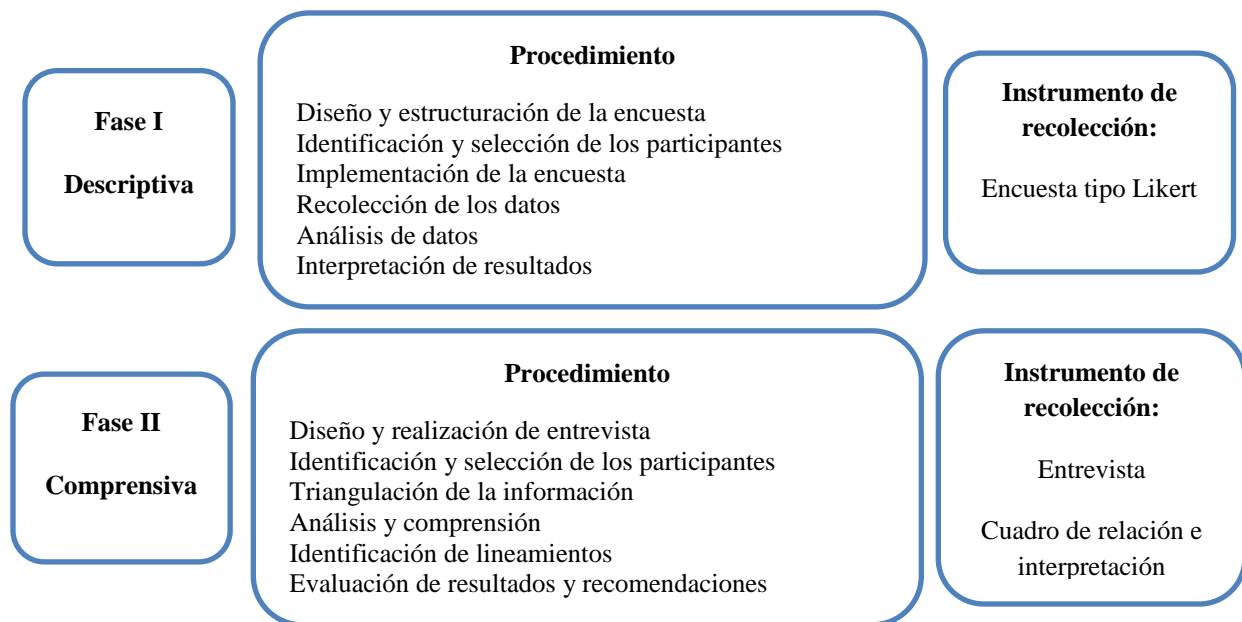 Fase I
Descriptiva
Procedimiento
Diseño y estructuración de la encuesta
Identificación y selección de los participantes
Implementación de la encuesta
Recolección de los datos
Análisis de datos
Interpretación de resultados
Instrumento de
recolección:
Encuesta tipo Likert
Fase II
Comprensiva
Procedimiento
Diseño y realización de entrevista
Identificación y selección de los participantes
Triangulación de la información
Análisis y comprensión
Identificación de lineamientos
Evaluación de resultados y recomendaciones
Instrumento de
recolección:
Entrevista
Cuadro de relación e
interpretación